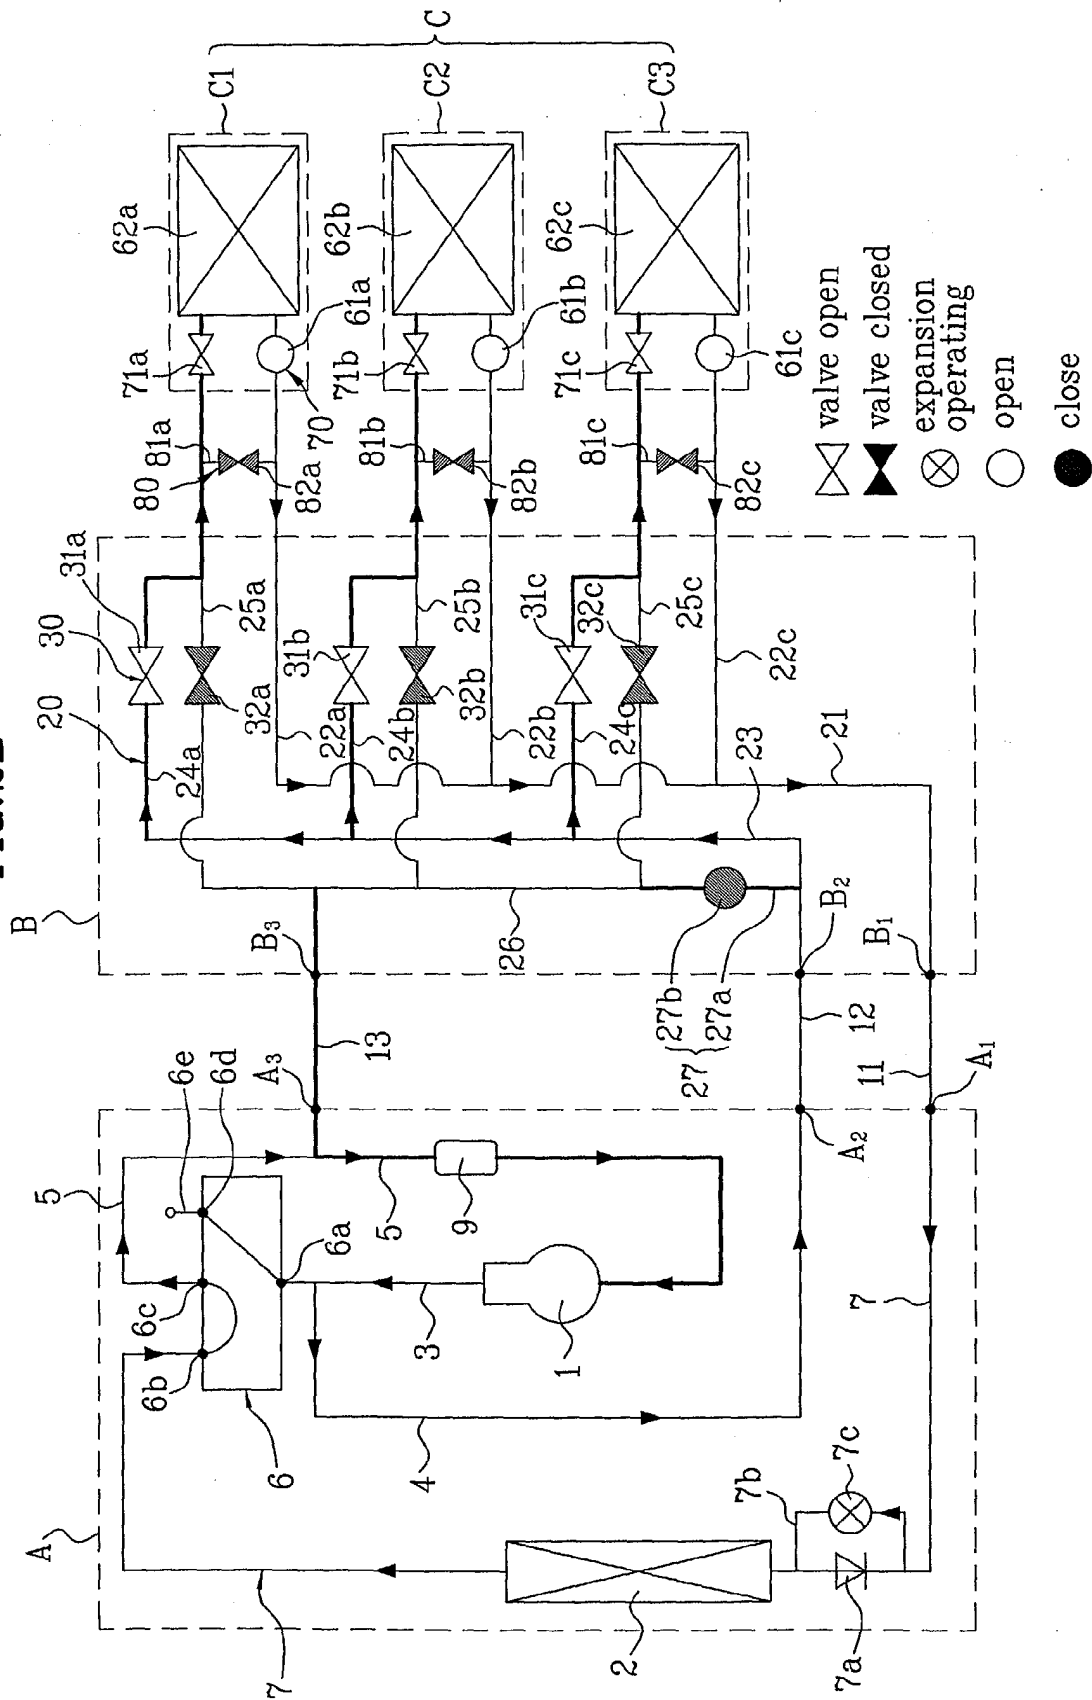 B
A
C
C1
C2
C3
62a
62b
62c
71a
61a
70
71b
61b
71c
61c
81a
80
82a
81b
82b
81c
82c
valve open
valve closed
expansion
operating
open
close
31a
30
20
24a
25a
32a
22a
31b
24b
25b
32b
22b
31c
32c
24c
25c
22c
23
21
26
27b
27a
27
B3
B2
B1
13
12
11
A3
A2
A1
6e
6d
5
5
9
6a
6c
6b
6
3
1
4
7
7
7b
7c
7a
2